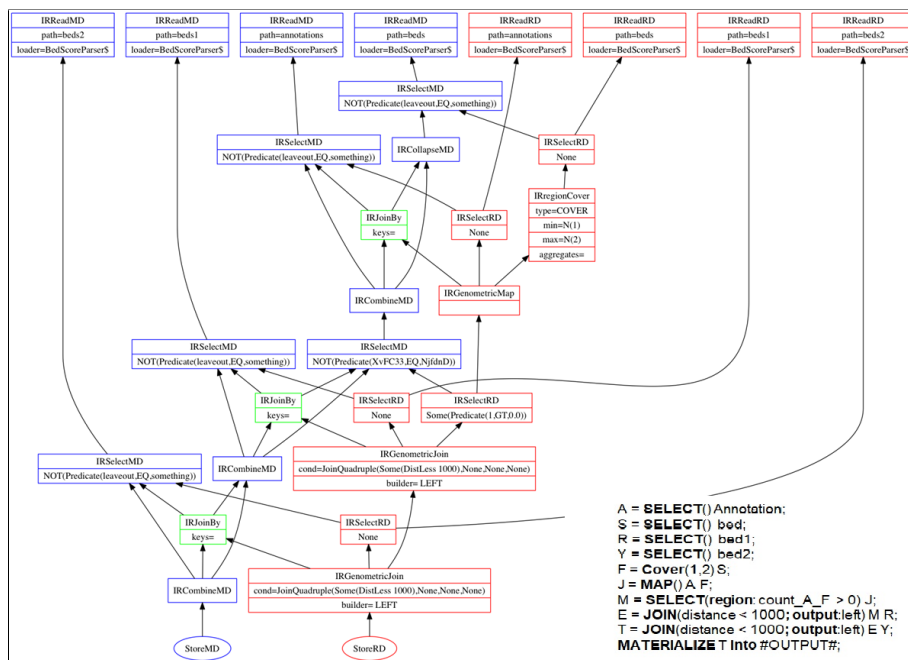 IRReadMD
path=beds2
loader=BedScoreParser$
IRReadMD
path=beds1
loader=BedScoreParser$
IRReadMD
path=annotations
loader=BedScoreParser$
IRReadMD
path=beds
loader=BedScoreParser$
IRReadRD
path=annotations
loader=BedScoreParser$
IRReadRD
path=beds
loader=BedScoreParser$
IRReadRD
path=beds1
loader=BedScoreParser$
IRReadRD
path=beds2
loader=BedScoreParser$
IRSelectMD
NOT(Predicate(leaveout,EQ,something))
IRSelectMD
NOT(Predicate(leaveout,EQ,something))
IRCollapseMD
IRSelectRD
None
IRJoinBy
keys=
IRSelectRD
None
IRregionCover
type=COVER
min=N(1)
max=N(2)
aggregates=
IRCombineMD
IRGenometricMap
IRSelectMD
NOT(Predicate(leaveout,EQ,something))
IRSelectMD
NOT(Predicate(XvFC33,EQ,NjfdnD))
IRJoinBy
keys=
IRSelectRD
None
IRSelectRD
Some(Predicate(1,GT,0.0))
IRSelectMD
NOT(Predicate(leaveout,EQ,something))
IRCombineMD
IRGenometricJoin
cond=JoinQuadruple(Some(DistLess 1000),None,None,None)
builder= LEFT
IRJoinBy
keys=
IRSelectRD
None
IRCombineMD
IRGenometricJoin
cond=JoinQuadruple(Some(DistLess 1000),None,None,None)
builder= LEFT
StoreMD
StoreRD
A = SELECT() Annotation;
S = SELECT() bed;
R = SELECT() bed1;
Y = SELECT() bed2;
F = Cover(1,2) S;
J = MAP() A F;
M = SELECT(region: count_A_F > 0) J;
E = JOIN(distance < 1000; output:left) M R;
T = JOIN(distance < 1000; output:left) E Y;
MATERIALIZE T into #OUTPUT#;